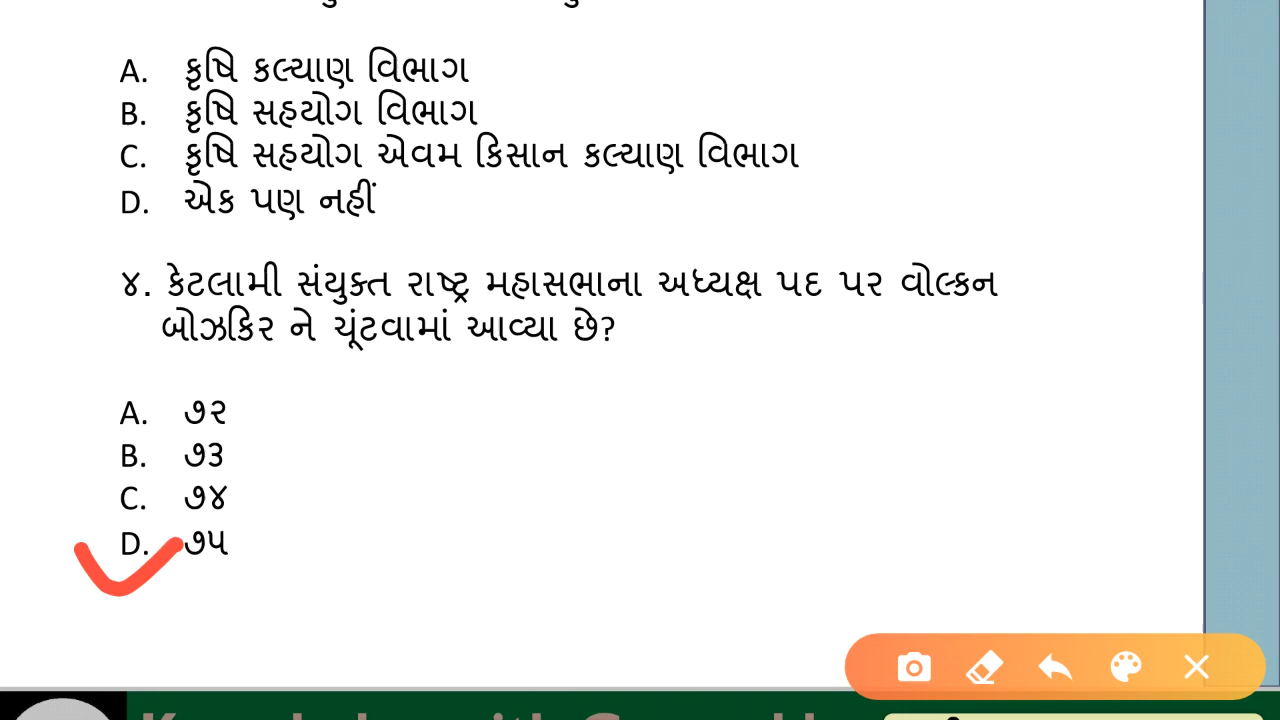 A. કૃષિ કલ્યાણ વિભાગ
B. કૃષિ સહયોગ વિભાગ
C. કૃષિ સહયોગ એવમ કિસાન કલ્યાણ વિભાગ
D. એક પણ નહીં
૪. કેટલામી સંયુક્ત રાષ્ટ્ર મહાસભાના અધ્યક્ષ પદ પર વોલ્કન
બોઝકિર ને ચૂંટવામાં આવ્યા છે?
A. ૭૨
B. ૭૩
C. ૭૪
D. ૭૫